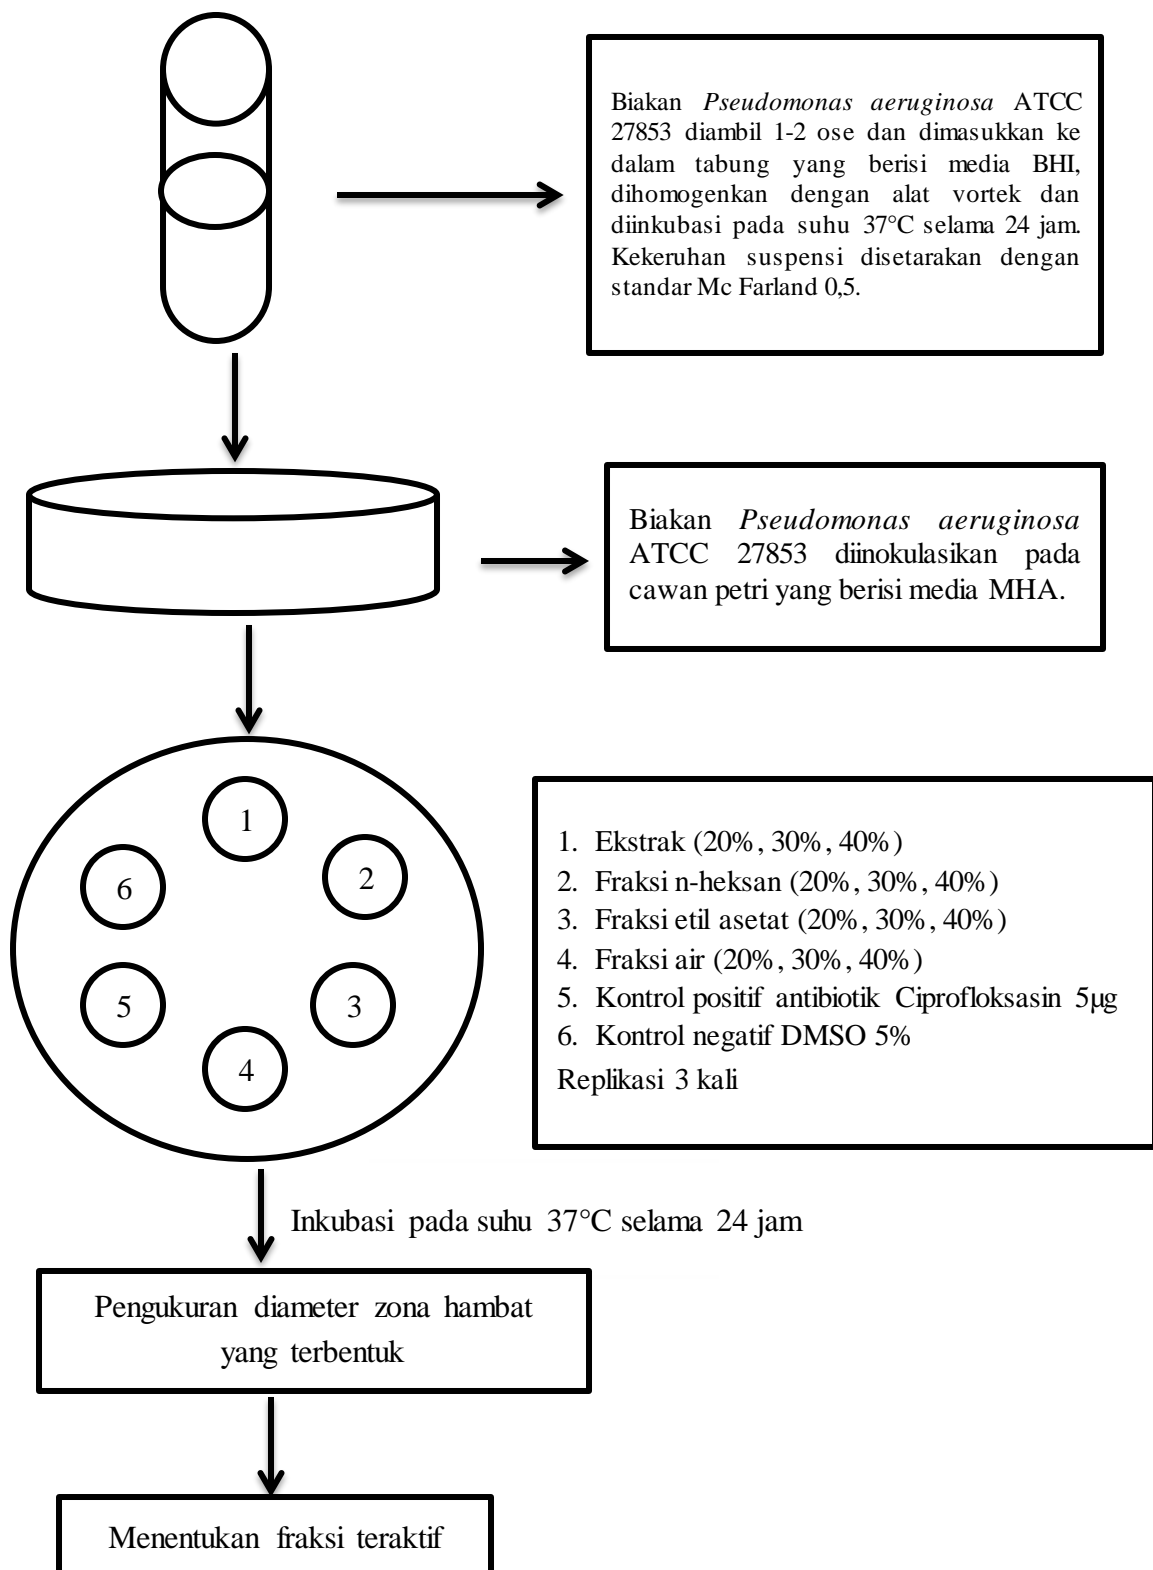 Biakan Pseudomonas aeruginosa ATCC
27853 diambil 1-2 ose dan dimasukkan ke
dalam tabung yang berisi media BHI,
dihomogenkan dengan alat vortek dan
diinkubasi pada suhu 37°C selama 24 jam.
Kekeruhan suspensi disetarakan dengan
standar Mc Farland 0,5.
Biakan Pseudomonas aeruginosa
ATCC 27853 diinokulasikan pada
cawan petri yang berisi media MHA.
1
2
3
4
5
6
1. Ekstrak (20%, 30%, 40%)
2. Fraksi n-heksan (20%, 30%, 40%)
3. Fraksi etil asetat (20%, 30%, 40%)
4. Fraksi air (20%, 30%, 40%)
5. Kontrol positif antibiotik Ciprofloksasin 5µg
6. Kontrol negatif DMSO 5%
Replikasi 3 kali
Inkubasi pada suhu 37°C selama 24 jam
Pengukuran diameter zona hambat
yang terbentuk
Menentukan fraksi teraktif